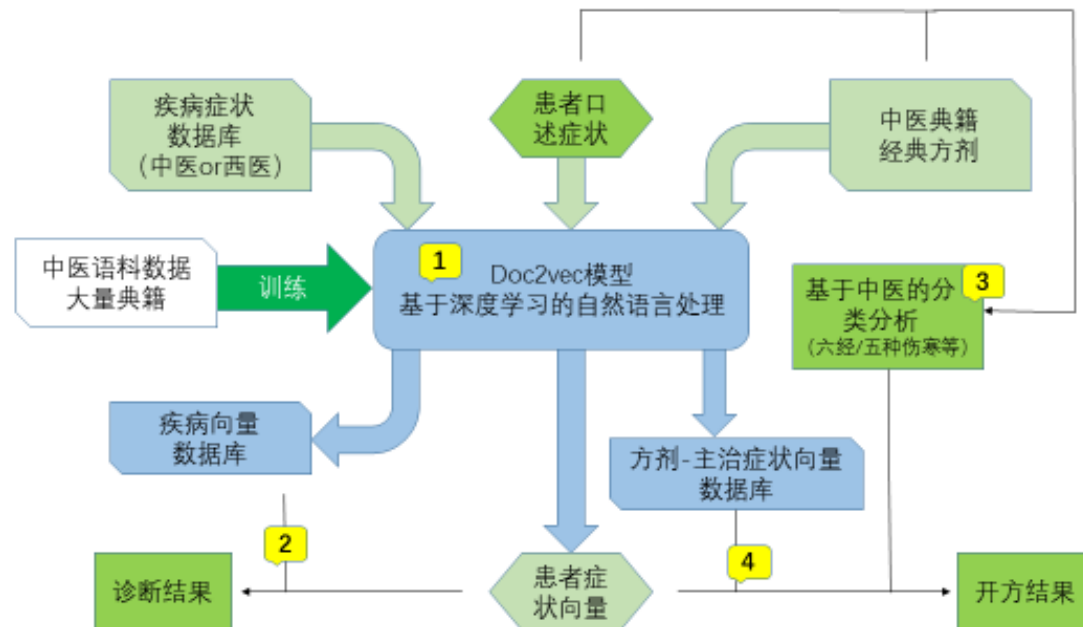 疾病症状
数据库
（中医or西医）
患者口
述症状
中医典籍
经典方剂
中医语料数据
大量典籍
训练
1
Doc2vec模型
基于深度学习的自然语言处理
3
基于中医的分
类分析
（六经/五种伤寒等）
疾病向量
数据库
方剂-主治症状向量
数据库
2
4
诊断结果
患者症
状向量
开方结果